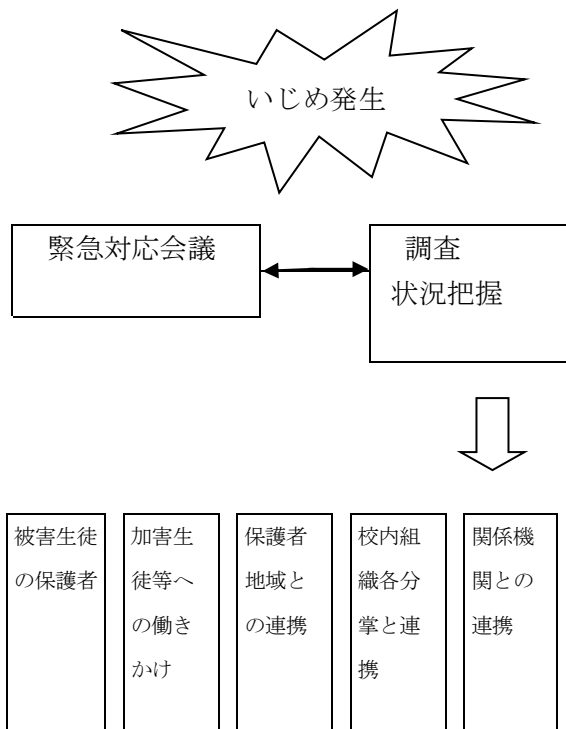 いじめ発生
緊急対応会議
調査
状況把握
被害生徒
の保護者
加害生
徒等へ
の働き
かけ
保護者
地域と
の連携
校内組
織各分
掌と連
携
関係機
関との
連携